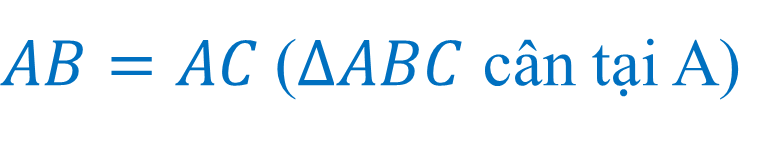 AB = AC (ΔABC cân tại A)